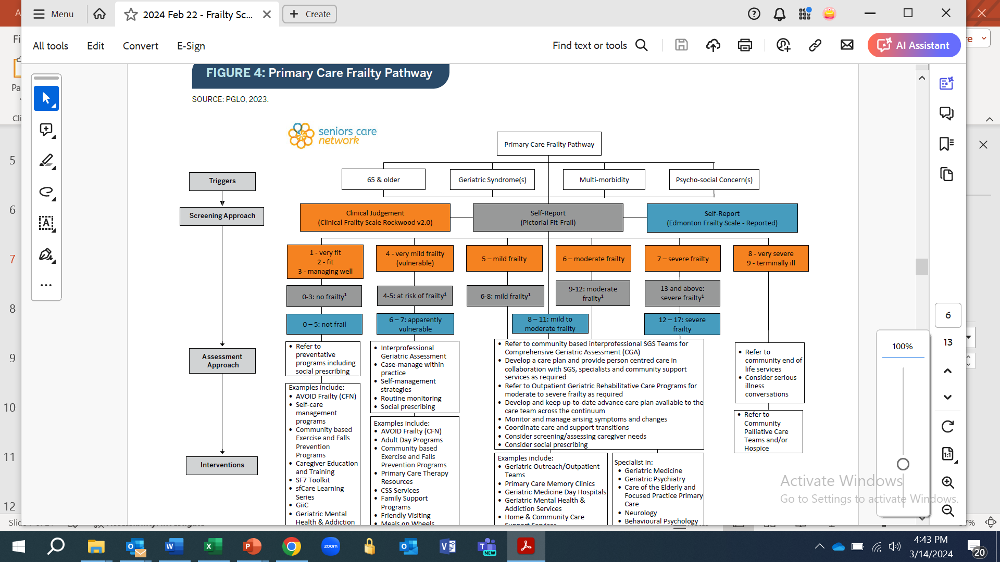 Menu
2024 Feb 22 - Frailty Sc...
Create
All tools
Edit
Convert
E-Sign
Find text or tools
AI Assistant
FIGURE 4: Primary Care Frailty Pathway
SOURCE: PGLO, 2023.
seniors care
network
Primary Care Frailty Pathway
Triggers
65 & older
Geriatric Syndrome(s)
Multi-morbidity
Psycho-social Concern(s)
Screening Approach
Clinical Judgement
(Clinical Frailty Scale Rockwood v2.0)
Self-Report
(Pictorial Fit-Frail)
Self-Report
(Edmonton Frailty Scale - Reported)
1 - very fit
2 - fit
3 - managing well
4 - very mild frailty
(vulnerable)
5 – mild frailty
6 – moderate frailty
7 – severe frailty
8 - very severe
9 - terminally ill
0-3: no frailty¹
4-5: at risk of frailty¹
6-8: mild frailty¹
9-12: moderate
frailty¹
13 and above:
severe frailty¹
0 – 5: not frail
6 – 7: apparently
vulnerable
8 – 11: mild to
moderate frailty
12 – 17: severe
frailty
Assessment
Approach
• Refer to
preventative
programs including
social prescribing
• Interprofessional
Geriatric Assessment
• Case-manage within
practice
• Self-management
strategies
• Routine monitoring
• Social prescribing
• Refer to community based interprofessional SGS Teams for
Comprehensive Geriatric Assessment (CGA)
• Develop a care plan and provide person centred care in
collaboration with SGS, specialists and community support
services as required
• Refer to Outpatient Geriatric Rehabilitative Care Programs for
moderate to severe frailty as required
• Develop and keep up-to-date advance care plan available to the
care team across the continuum
• Monitor and manage arising symptoms and changes
• Coordinate care and support transitions
• Consider screening/assessing caregiver needs
• Consider social prescribing
• Refer to
community end of
life services
• Consider serious
illness
conversations
Interventions
Examples include:
• AVOID Frailty (CFN)
• Self-care
management
programs
• Community based
Exercise and Falls
Prevention
Programs
• Caregiver Education
and Training
• SF7 Toolkit
• sfCare Learning
Series
• GiiC
• Geriatric Mental
Health & Addiction
Examples include:
• AVOID Frailty (CFN)
• Adult Day Programs
• Community based
Exercise and Falls
Prevention Programs
• Primary Care Therapy
Resources
• CSS Services
• Family Support
Programs
• Friendly Visiting
• Meals on Wheels
Examples include:
• Geriatric Outreach/Outpatient
Teams
• Primary Care Memory Clinics
• Geriatric Medicine Day Hospitals
• Geriatric Mental Health &
Addiction Services
• Home & Community Care
Specialist in:
• Geriatric Medicine
• Geriatric Psychiatry
• Care of the Elderly and
Focused Practice Primary
Care
• Neurology
• Behavioural Psychology
• Refer to
Community
Palliative Care
Teams and/or
Hospice
5
6
7
8
9
10
11
12
6
13
100%
1:1
Activate Windows
Go to Settings to activate Windows.
zoom
NEW
4:43 PM
3/14/2024
20